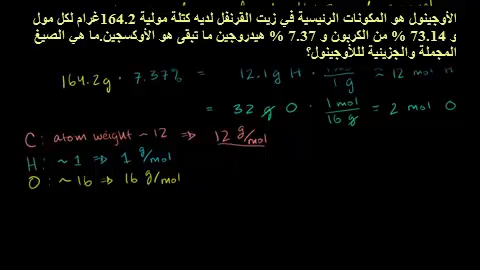 الأوجينول هو المكونات الرئيسية في زيت القرنفل لديه كتلة مولية 164.2غرام لكل مول
و 73.14 % من الكربون و 7.37 % هيدروجين ما تبقى هو الأوكسجين.ما هي الصيغ
المجملة والجزيئية للأوجينول؟
164.2g · 7.37% = 12.1 g H · 1 mol / 1 g ≈ 12 mol H
= 32 g O · 1 mol / 16 g = 2 mol O
C: atom weight ~ 12 ⇒ 12 g/mol
H: ~ 1 ⇒ 1 g/mol
O: ~ 16 ⇒ 16 g/mol